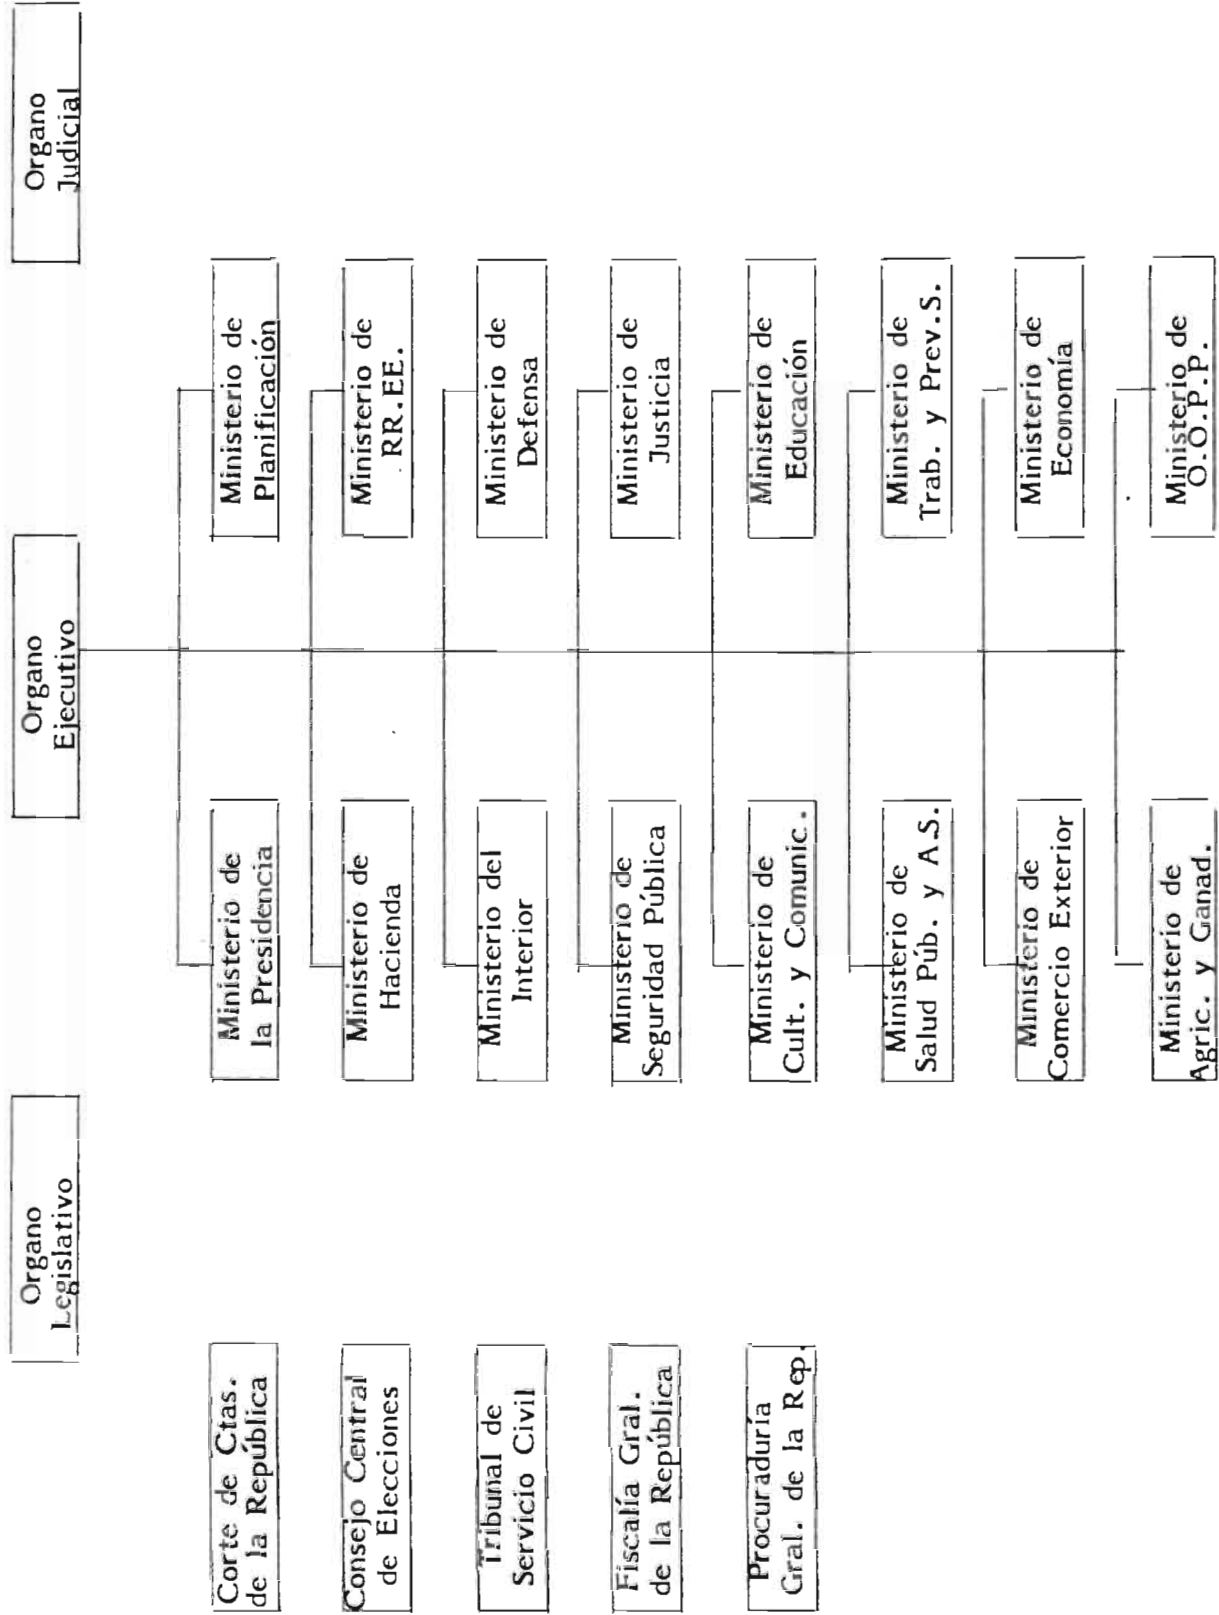 Organo
Legislativo
Organo
Ejecutivo
Organo
Judicial
Corte de Ctas.
de la República
Ministerio de
la Presidencia
Ministerio de
Planificación
Consejo Central
de Elecciones
Ministerio de
Hacienda
Ministerio de
RR.EE.
Tribunal de
Servicio Civil
Ministerio del
Interior
Ministerio de
Defensa
Fiscalía Gral.
de la República
Ministerio de
Seguridad Pública
Ministerio de
Justicia
Procuraduría
Gral. de la Rep.
Ministerio de
Cult. y Comunic.
Ministerio de
Educación
Ministerio de
Salud Púb. y A.S.
Ministerio de
Trab. y Prev.S.
Ministerio de
Comercio Exterior
Ministerio de
Economía
Ministerio de
Agric. y Ganad.
Ministerio de
O.O.P.P.